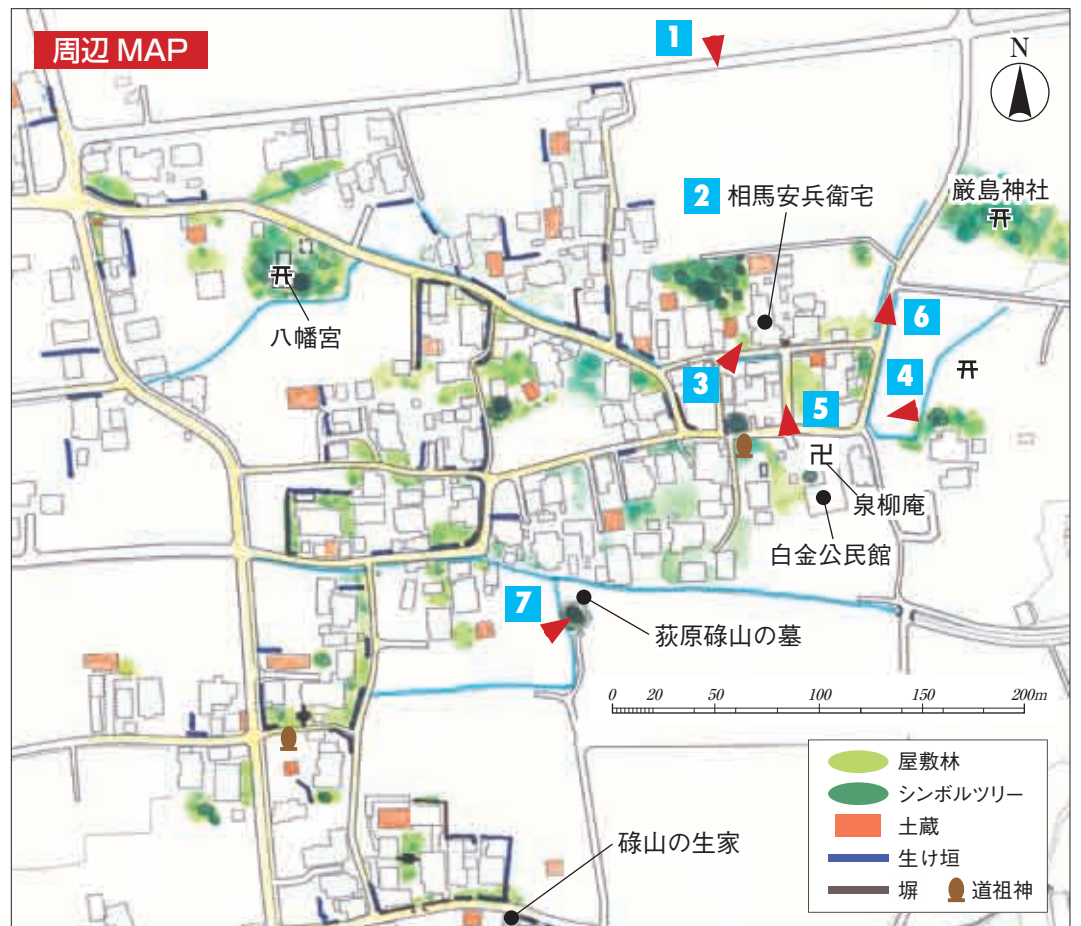 周辺 MAP
1
N
2 相馬安兵衛宅
厳島神社
八幡宮
6
3
4
5
卍
泉柳庵
白金公民館
7
荻原碌山の墓
0 20 50 100 150 200m
屋敷林
シンボルツリー
土蔵
生け垣
塀 道祖神
碌山の生家